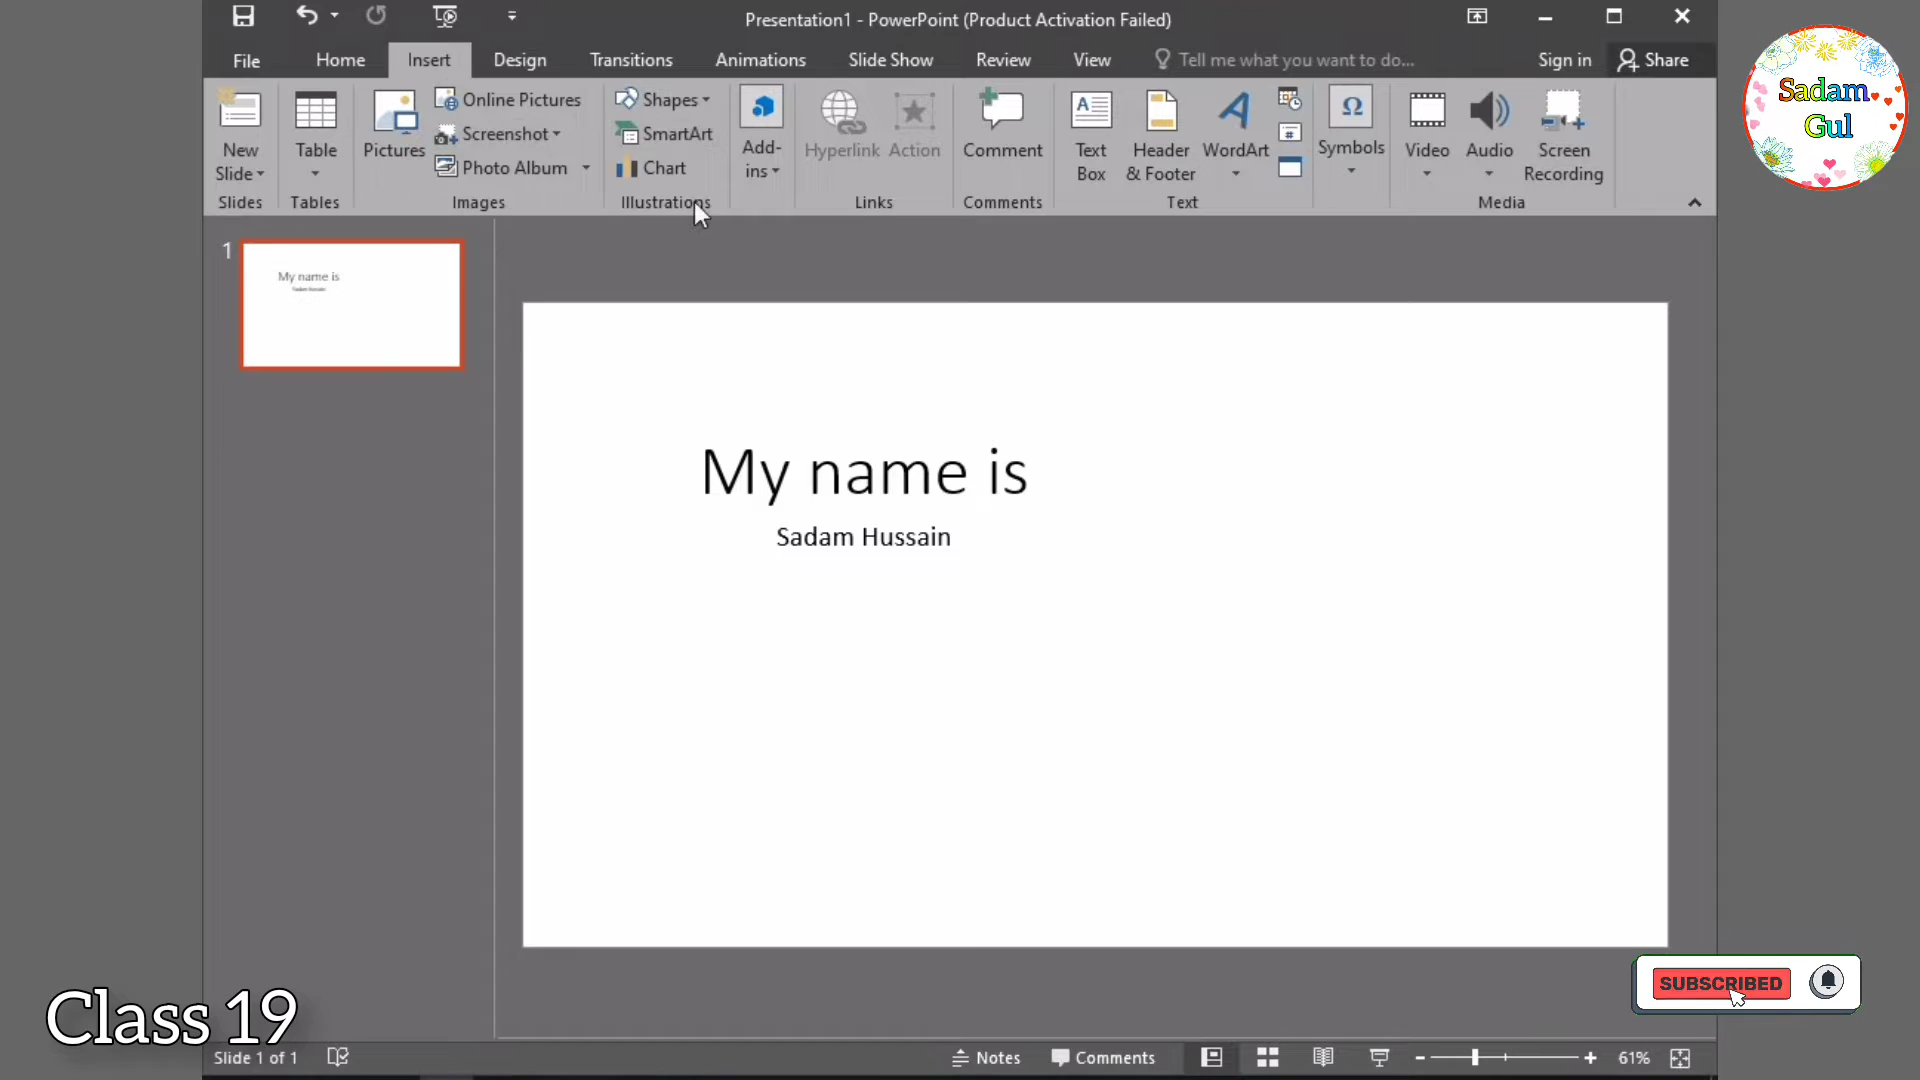 Presentation1 - PowerPoint (Product Activation Failed)
File Home Insert Design Transitions Animations Slide Show Review View Tell me what you want to do... Sign in Share
New Slide
Table
Pictures
Online Pictures
Screenshot
Photo Album
Shapes
SmartArt
Chart
Add-ins
Hyperlink
Action
Comment
Text Box
Header & Footer
WordArt
Symbols
Video
Audio
Screen Recording
Slides Tables Images Illustrations Links Comments Text Media
Sadam
Gul
1
My name is
Sadam Hussain
My name is
Sadam Hussain
SUBSCRIBED
Class 19
Slide 1 of 1 Notes Comments 61%